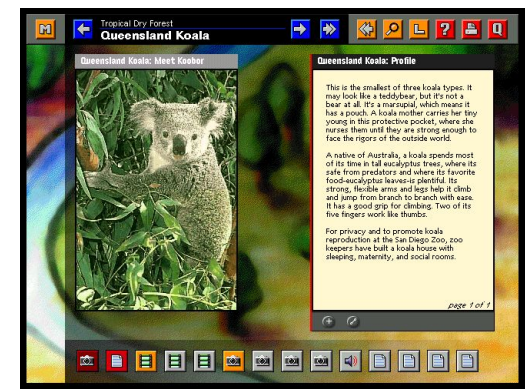 M
Tropical Dry Forest
Queensland Koala
L
?
Q
Queensland Koala: Meet Koobor
Queensland Koala: Profile
This is the smallest of three koala types. It
may look like a teddybear, but it's not a
bear at all. It's a marsupial, which means it
has a pouch. A koala mother carries her tiny
young in this protective pocket, where she
nurses them until they are strong enough to
face the rigors of the outside world.
A native of Australia, a koala spends most
of its time in tall eucalyptus trees, where its
safe from predators and where its favorite
food-eucalyptus leaves-is plentiful. Its
strong, flexible arms and legs help it climb
and jump from branch to branch with ease.
It has a good grip for climbing. Two of its
five fingers work like thumbs.
For privacy and to promote koala
reproduction at the San Diego Zoo, zoo
keepers have built a koala house with
sleeping, maternity, and social rooms.
page 1 of 1